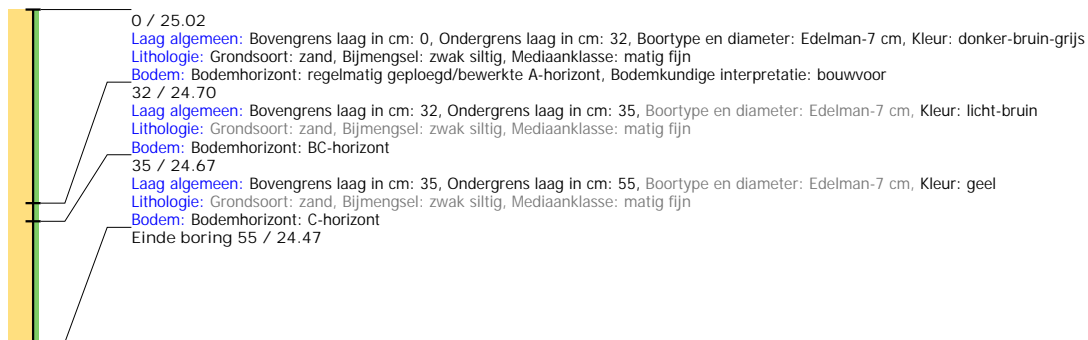 0 / 25.02
Laag algemeen: Bovengrens laag in cm: 0, Ondergrens laag in cm: 32, Boortype en diameter: Edelman-7 cm, Kleur: donker-bruin-grijs
Lithologie: Grondsoort: zand, Bijmengsel: zwak siltig, Mediaanklasse: matig fijn
Bodem: Bodemhorizont: regelmatig geploegd/bewerkte A-horizont, Bodemkundige interpretatie: bouwvoor
32 / 24.70
Laag algemeen: Bovengrens laag in cm: 32, Ondergrens laag in cm: 35, Boortype en diameter: Edelman-7 cm, Kleur: licht-bruin
Lithologie: Grondsoort: zand, Bijmengsel: zwak siltig, Mediaanklasse: matig fijn
Bodem: Bodemhorizont: BC-horizont
35 / 24.67
Laag algemeen: Bovengrens laag in cm: 35, Ondergrens laag in cm: 55, Boortype en diameter: Edelman-7 cm, Kleur: geel
Lithologie: Grondsoort: zand, Bijmengsel: zwak siltig, Mediaanklasse: matig fijn
Bodem: Bodemhorizont: C-horizont
Einde boring 55 / 24.47